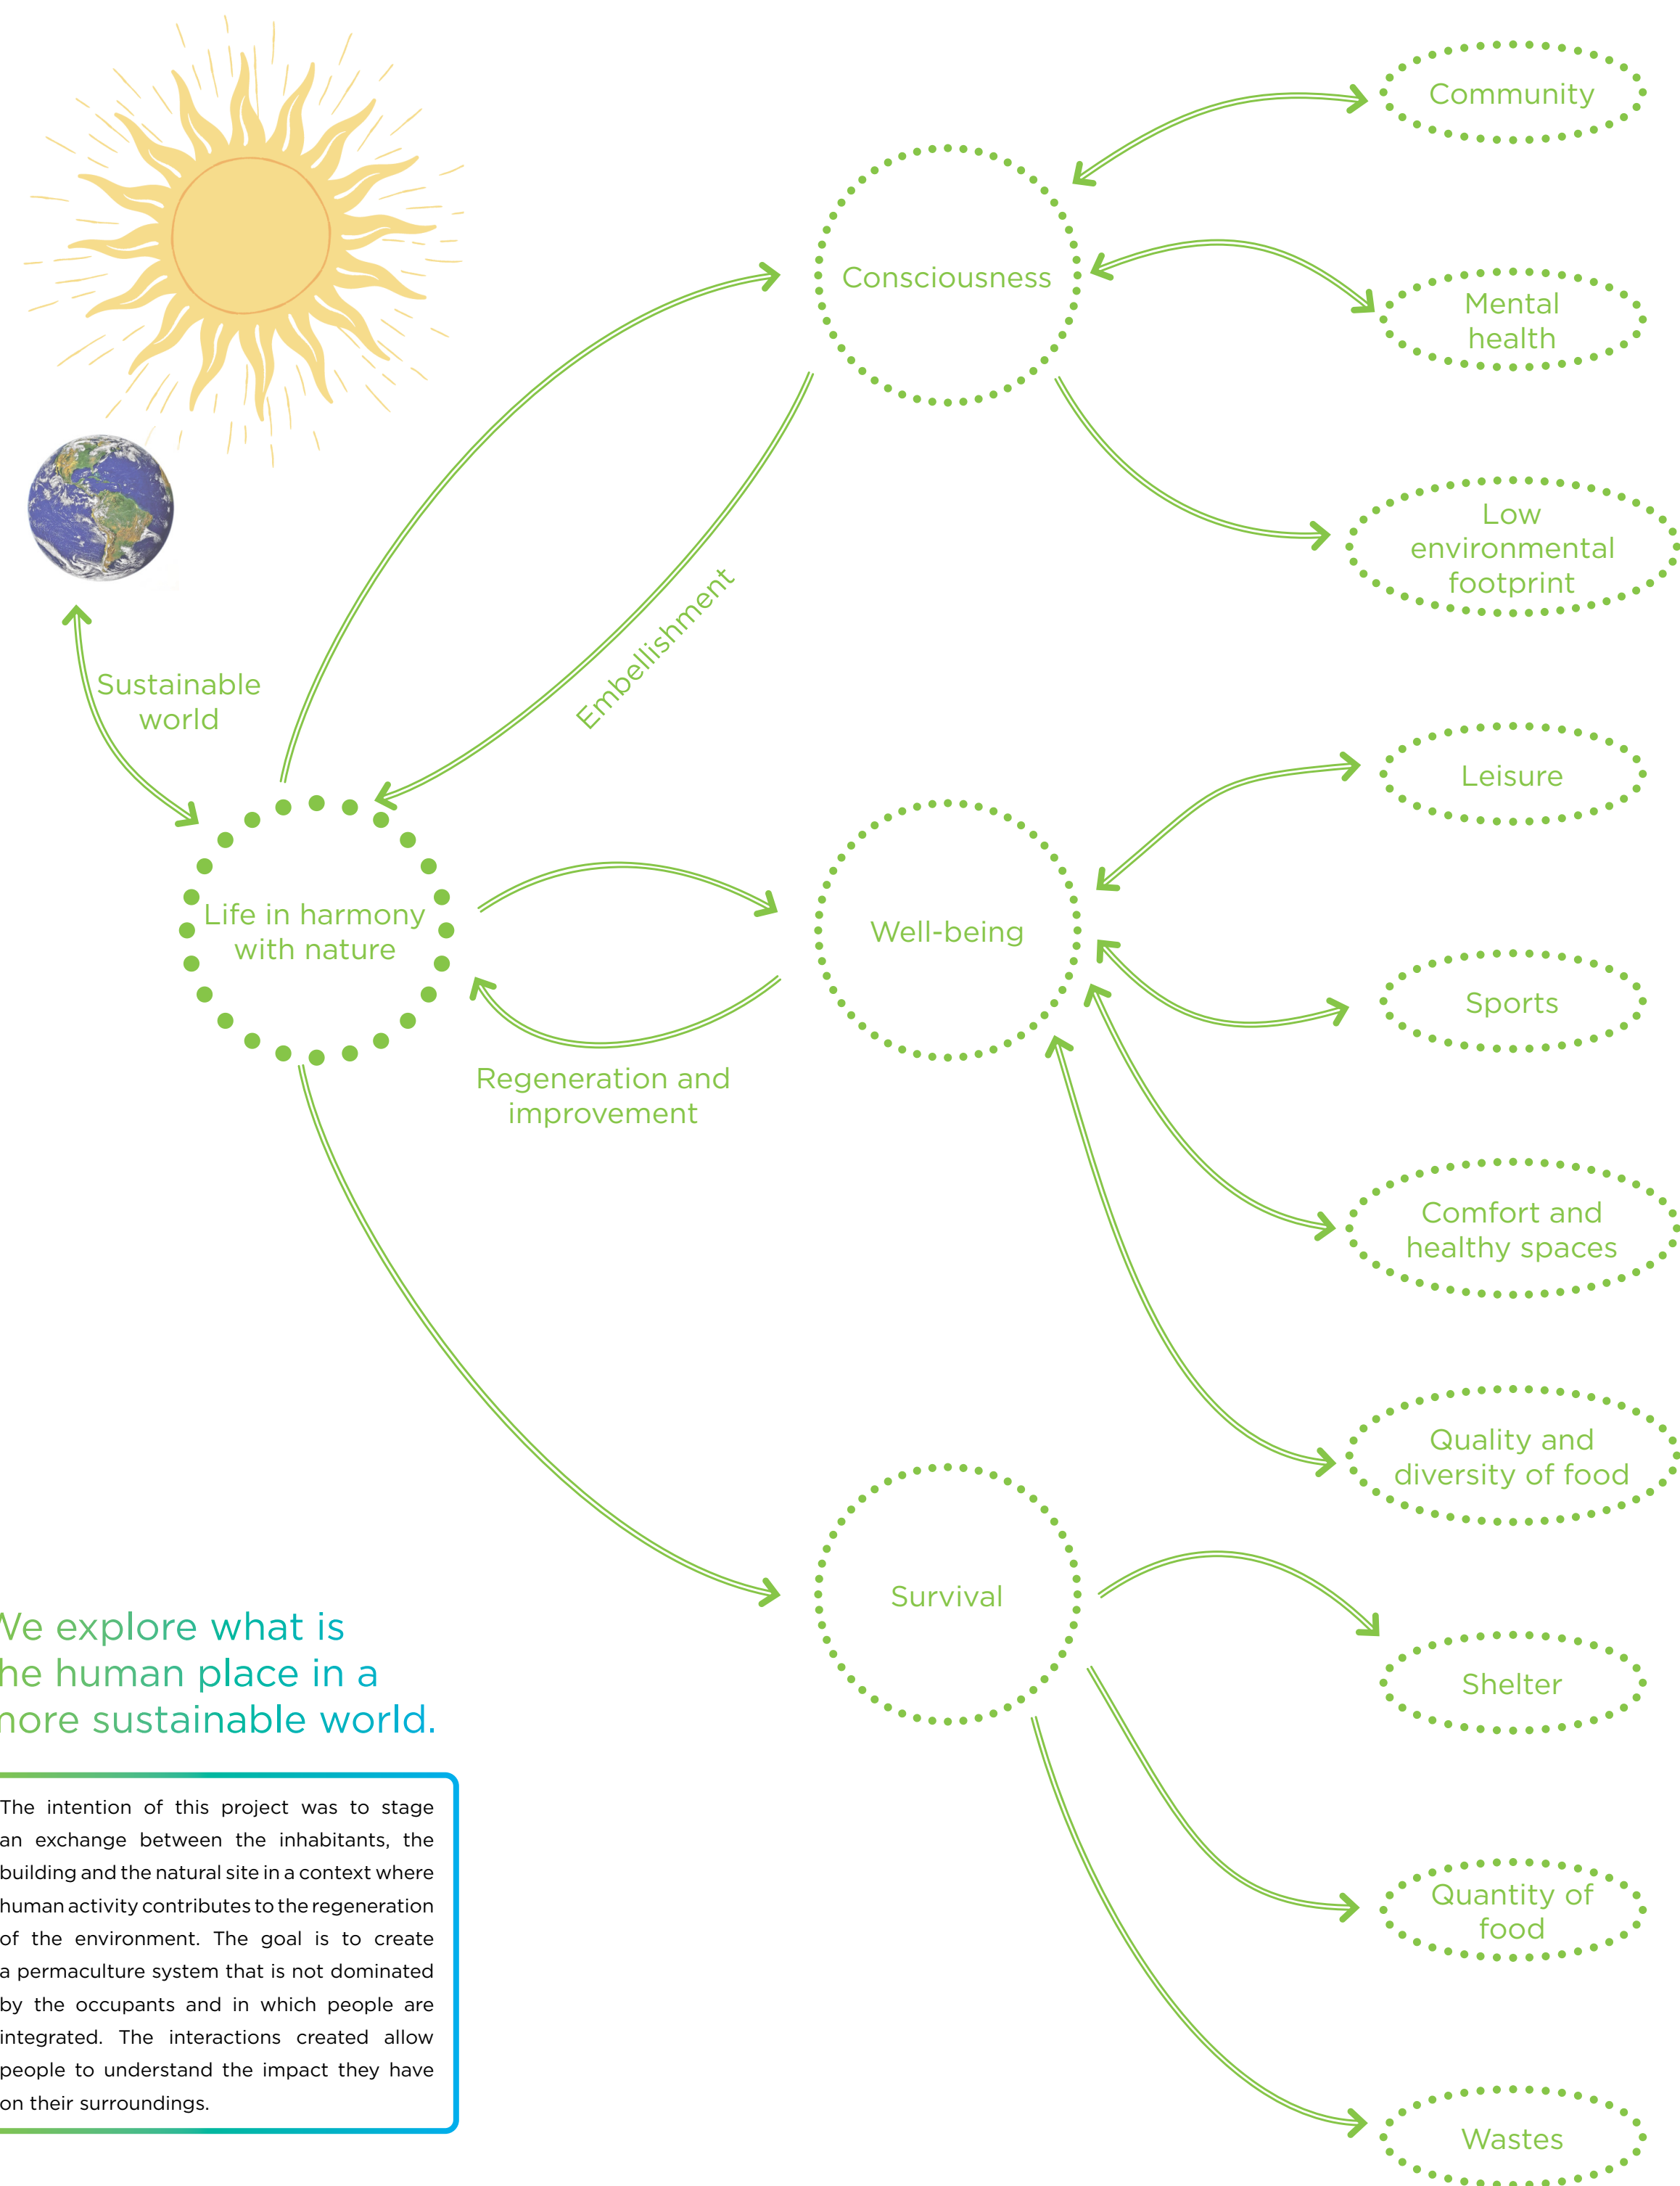 Community
Consciousness
Mental
health
Low
environmental
footprint
Embellishment
Sustainable
world
Leisure
Life in harmony
with nature
Well-being
Sports
Regeneration and
improvement
Comfort and
healthy spaces
Quality and
diversity of food
Survival
Shelter
Quantity of
food
Wastes
We explore what is
he human place in a
more sustainable world.
The intention of this project was to stage
an exchange between the inhabitants, the
building and the natural site in a context where
human activity contributes to the regeneration
of the environment. The goal is to create
a permaculture system that is not dominated
by the occupants and in which people are
integrated. The interactions created allow
people to understand the impact they have
on their surroundings.